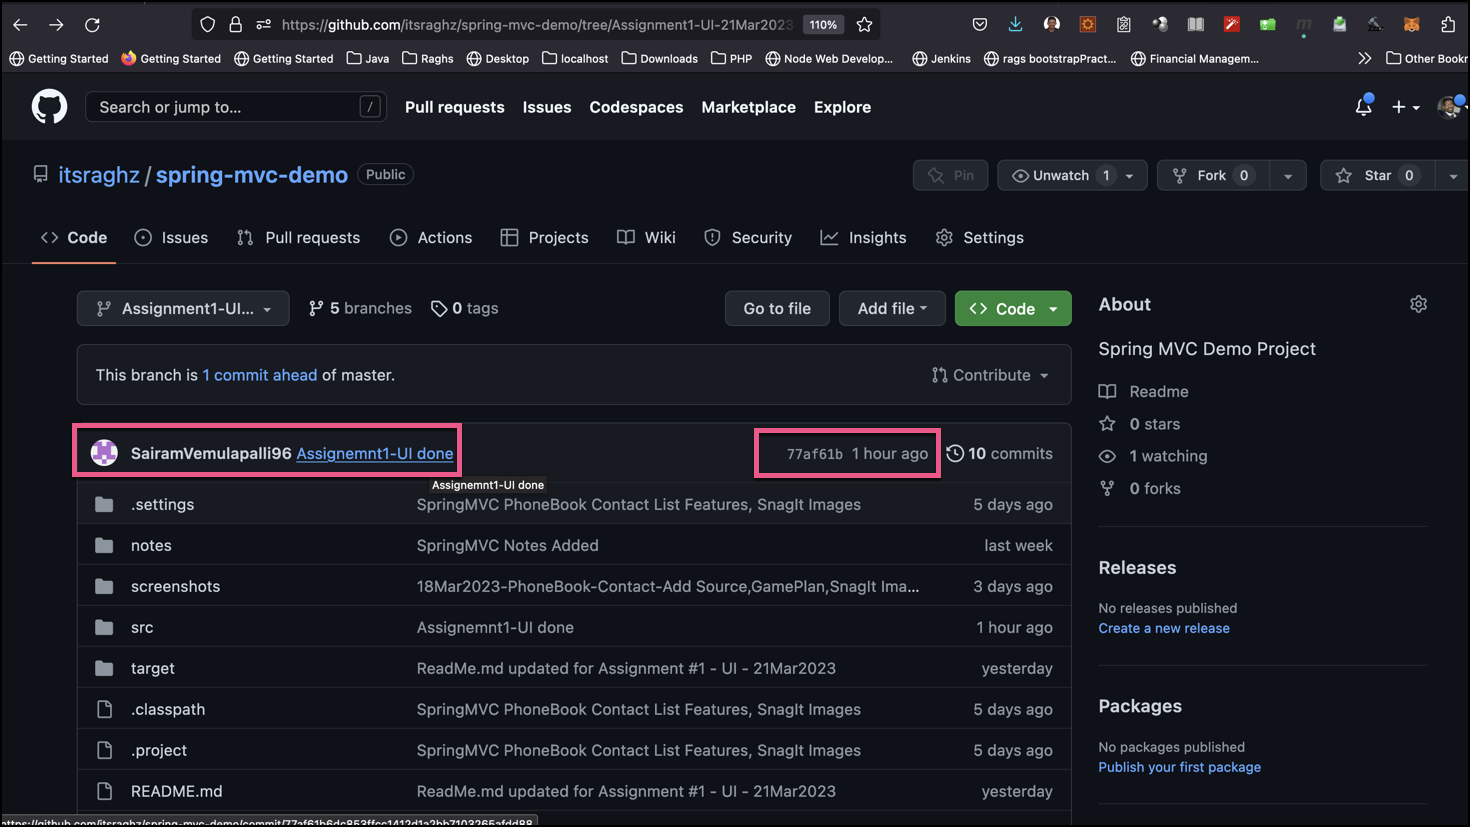 https://github.com/itsraghz/spring-mvc-demo/tree/Assignment1-UI-21Mar2023 110%
Getting Started Getting Started Getting Started Java Raghs Desktop localhost Downloads PHP Node Web Develop... Jenkins rags bootstrapPract... Financial Managem... Other Bookr
Search or jump to... / Pull requests Issues Codespaces Marketplace Explore
itsraghz / spring-mvc-demo Public Pin Unwatch 1 Fork 0 Star 0
Code Issues Pull requests Actions Projects Wiki Security Insights Settings
Assignment1-UI... 5 branches 0 tags Go to file Add file Code
This branch is 1 commit ahead of master. Contribute
SairamVemulapalli96 Assignemnt1-UI done 77af61b 1 hour ago 10 commits
Assignemnt1-UI done
.settings SpringMVC PhoneBook Contact List Features, SnagIt Images 5 days ago
notes SpringMVC Notes Added last week
screenshots 18Mar2023-PhoneBook-Contact-Add Source,GamePlan,SnagIt Ima... 3 days ago
src Assignemnt1-UI done 1 hour ago
target ReadMe.md updated for Assignment #1 - UI - 21Mar2023 yesterday
.classpath SpringMVC PhoneBook Contact List Features, SnagIt Images 5 days ago
.project SpringMVC PhoneBook Contact List Features, SnagIt Images 5 days ago
README.md ReadMe.md updated for Assignment #1 - UI - 21Mar2023 yesterday
About
Spring MVC Demo Project
Readme
0 stars
1 watching
0 forks
Releases
No releases published
Create a new release
Packages
No packages published
Publish your first package